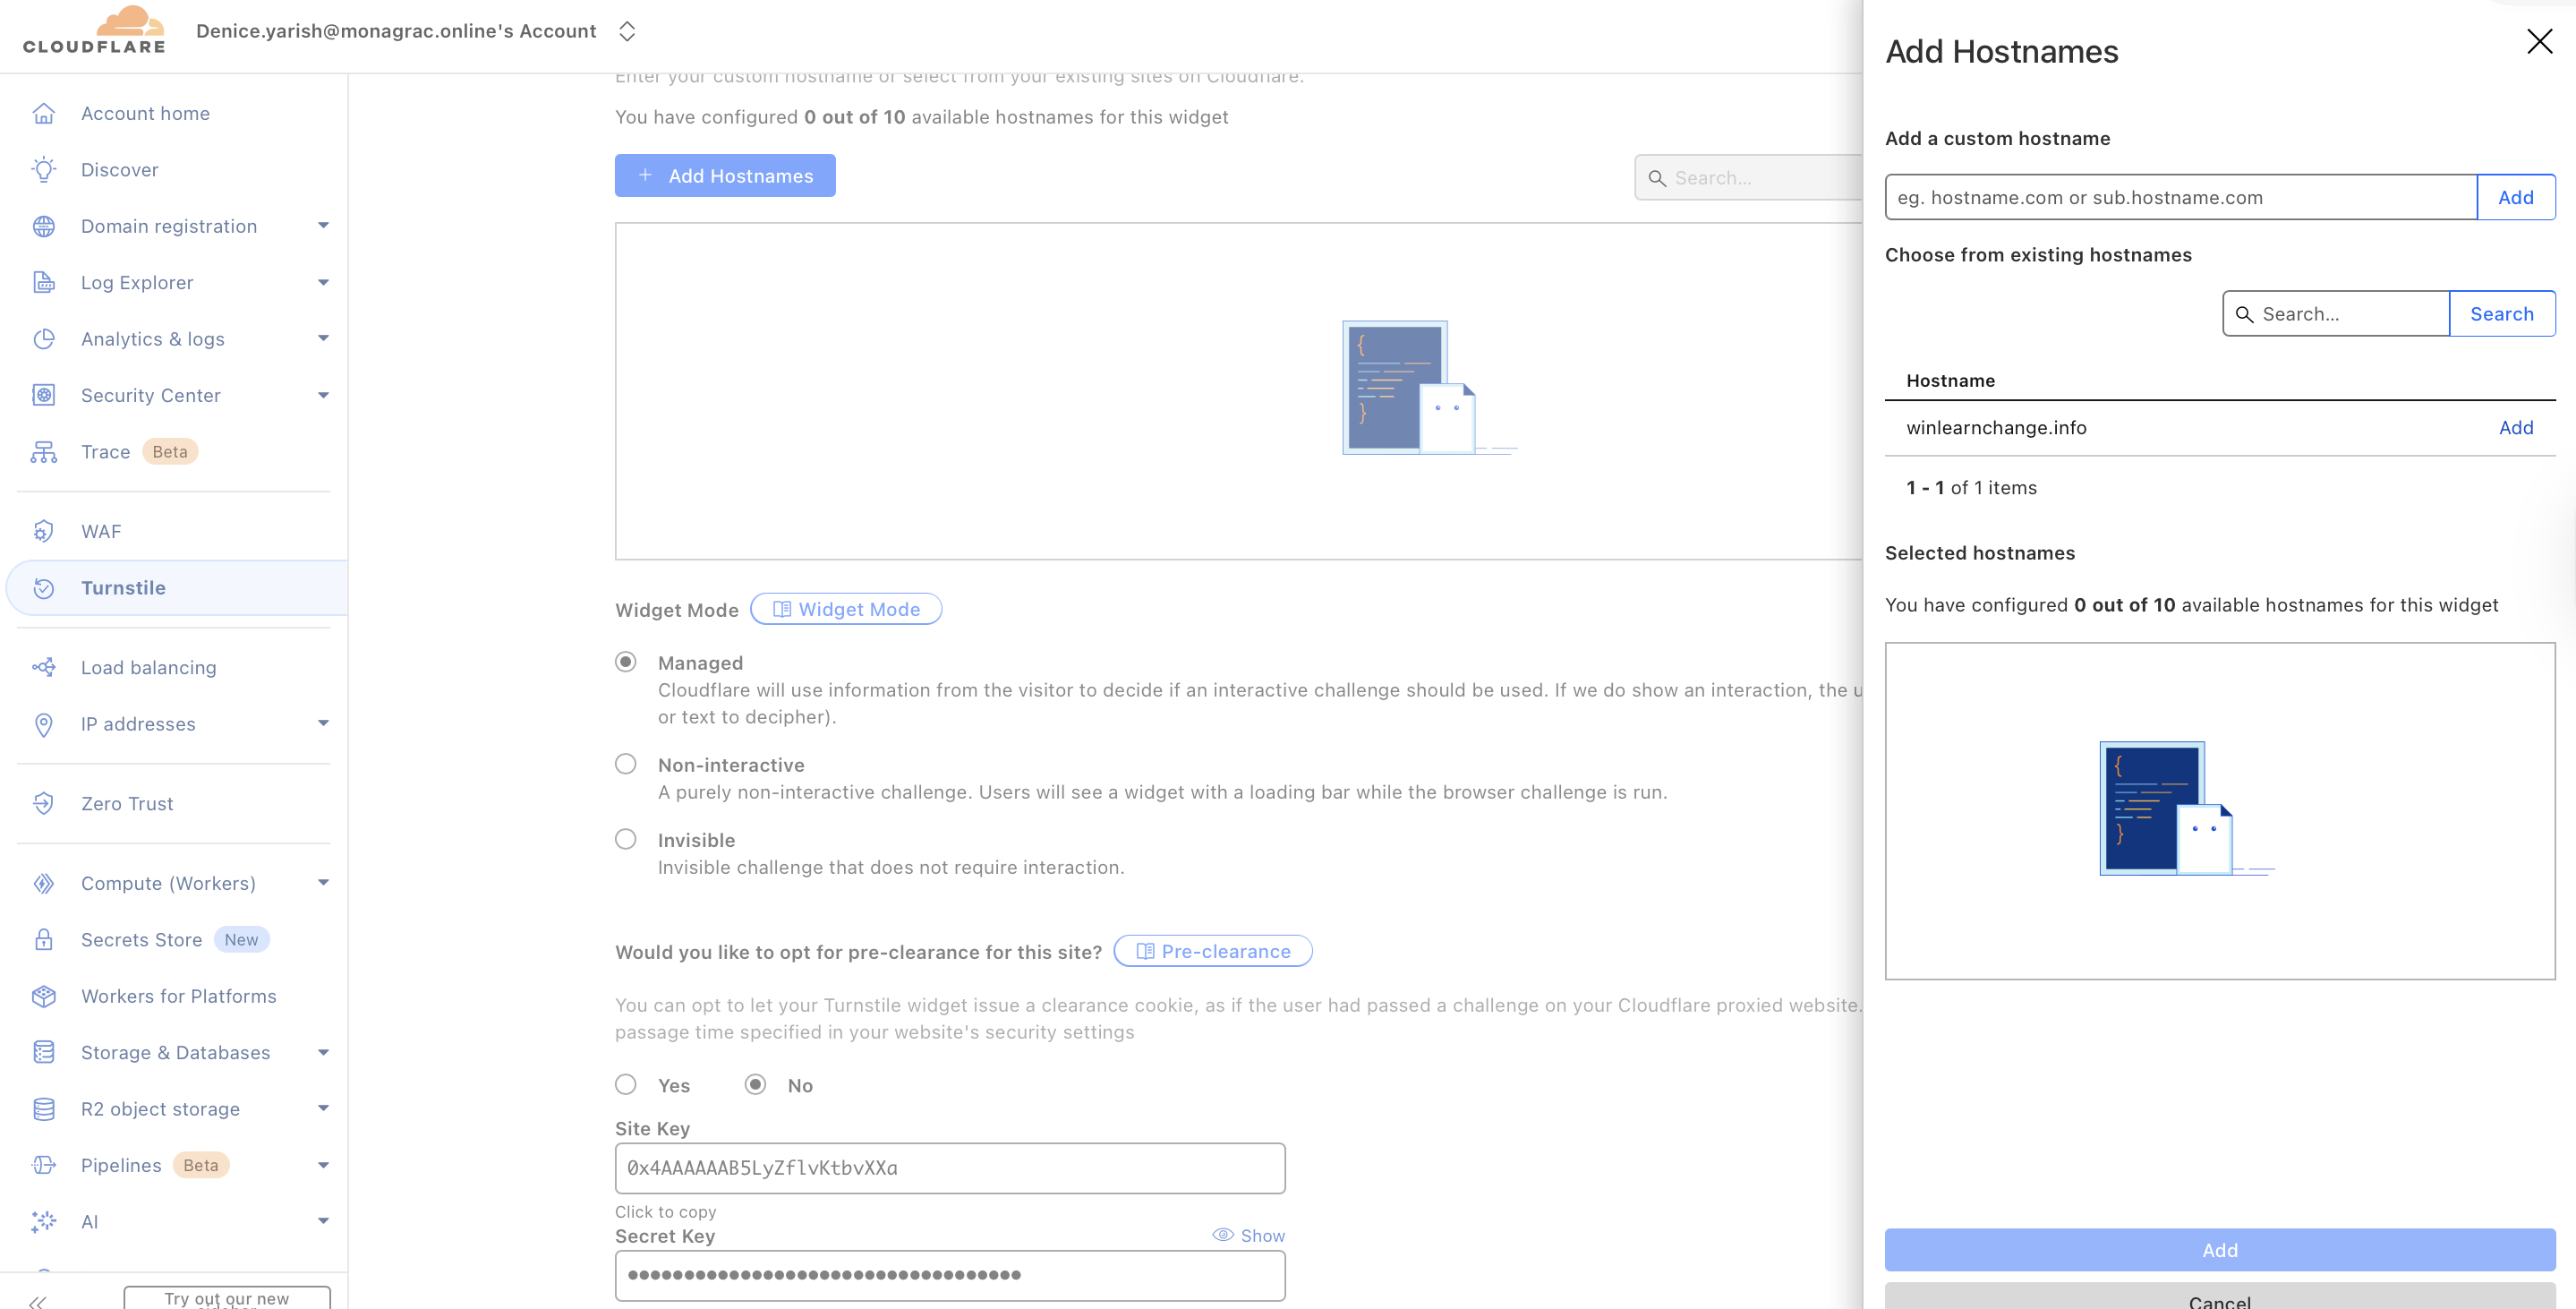 CLOUDFLARE
Denice.yarish@monagrac.online's Account
Account home
Discover
Domain registration
Log Explorer
Analytics & logs
Security Center
Trace Beta
WAF
Turnstile
Load balancing
IP addresses
Zero Trust
Compute (Workers)
Secrets Store New
Workers for Platforms
Storage & Databases
R2 object storage
Pipelines Beta
AI
Try out our new
Enter your custom hostname or select from your existing sites on Cloudflare.
You have configured 0 out of 10 available hostnames for this widget
+ Add Hostnames
Search...
Widget Mode Widget Mode
Managed
Cloudflare will use information from the visitor to decide if an interactive challenge should be used. If we do show an interaction, the u
or text to decipher).
Non-interactive
A purely non-interactive challenge. Users will see a widget with a loading bar while the browser challenge is run.
Invisible
Invisible challenge that does not require interaction.
Would you like to opt for pre-clearance for this site? Pre-clearance
You can opt to let your Turnstile widget issue a clearance cookie, as if the user had passed a challenge on your Cloudflare proxied website.
passage time specified in your website's security settings
Yes No
Site Key
0x4AAAAAAB5LyZflvKtbvXXa
Click to copy
Secret Key Show
Add Hostnames
Add a custom hostname
eg. hostname.com or sub.hostname.com Add
Choose from existing hostnames
Search... Search
Hostname
winlearnchange.info Add
1 - 1 of 1 items
Selected hostnames
You have configured 0 out of 10 available hostnames for this widget
Add
Cancel